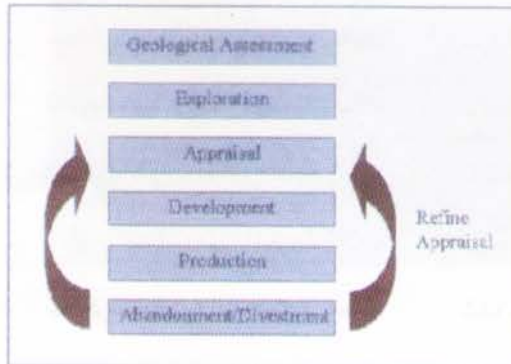 Geological Assessment
Exploration
Appraisal
Development
Production
Abandonment/Divestment
Refine
Appraisal